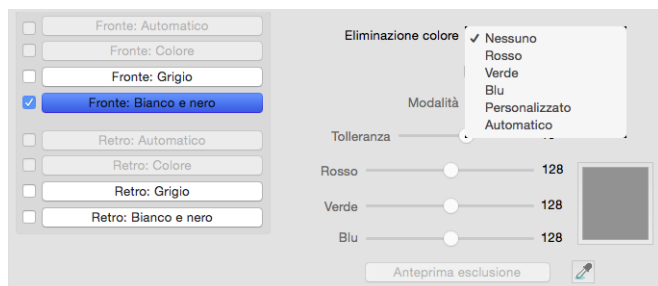 Fronte: Automatico
Fronte: Colore
Fronte: Grigio
Fronte: Bianco e nero
Retro: Automatico
Retro: Colore
Retro: Grigio
Retro: Bianco e nero
Eliminazione colore
✓ Nessuno
Rosso
Verde
Blu
Personalizzato
Automatico
Modalità
Tolleranza
Rosso 128
Verde 128
Blu 128
Anteprima esclusione